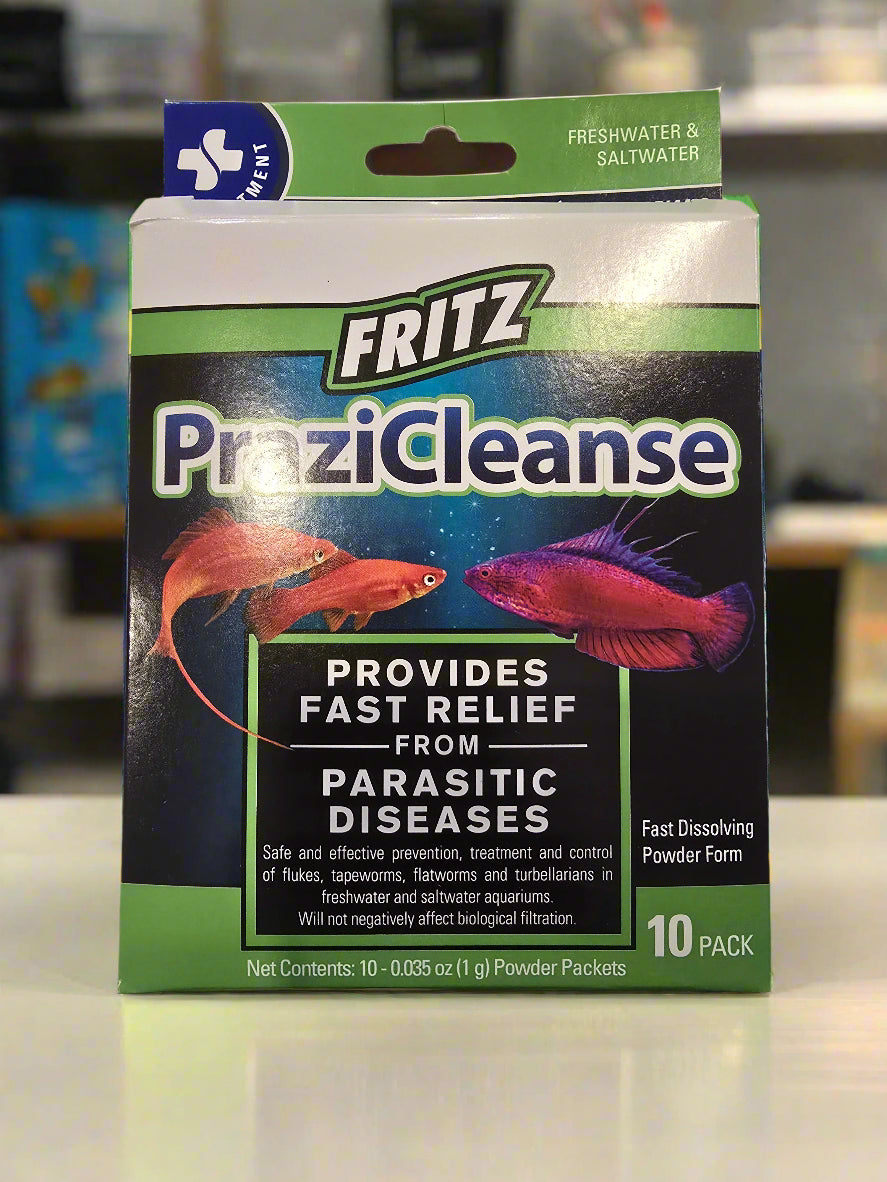 FRESHWATER &
SALTWATER
FRITZ
PraziCleanse
PROVIDES
FAST RELIEF
FROM
PARASITIC
DISEASES
Safe and effective prevention, treatment and control
of flukes, tapeworms, flatworms and turbellarians in
freshwater and saltwater aquariums.
Will not negatively affect biological filtration.
Fast Dissolving
Powder Form
10 PACK
Net Contents: 10 - 0.035 oz (1 g) Powder Packets